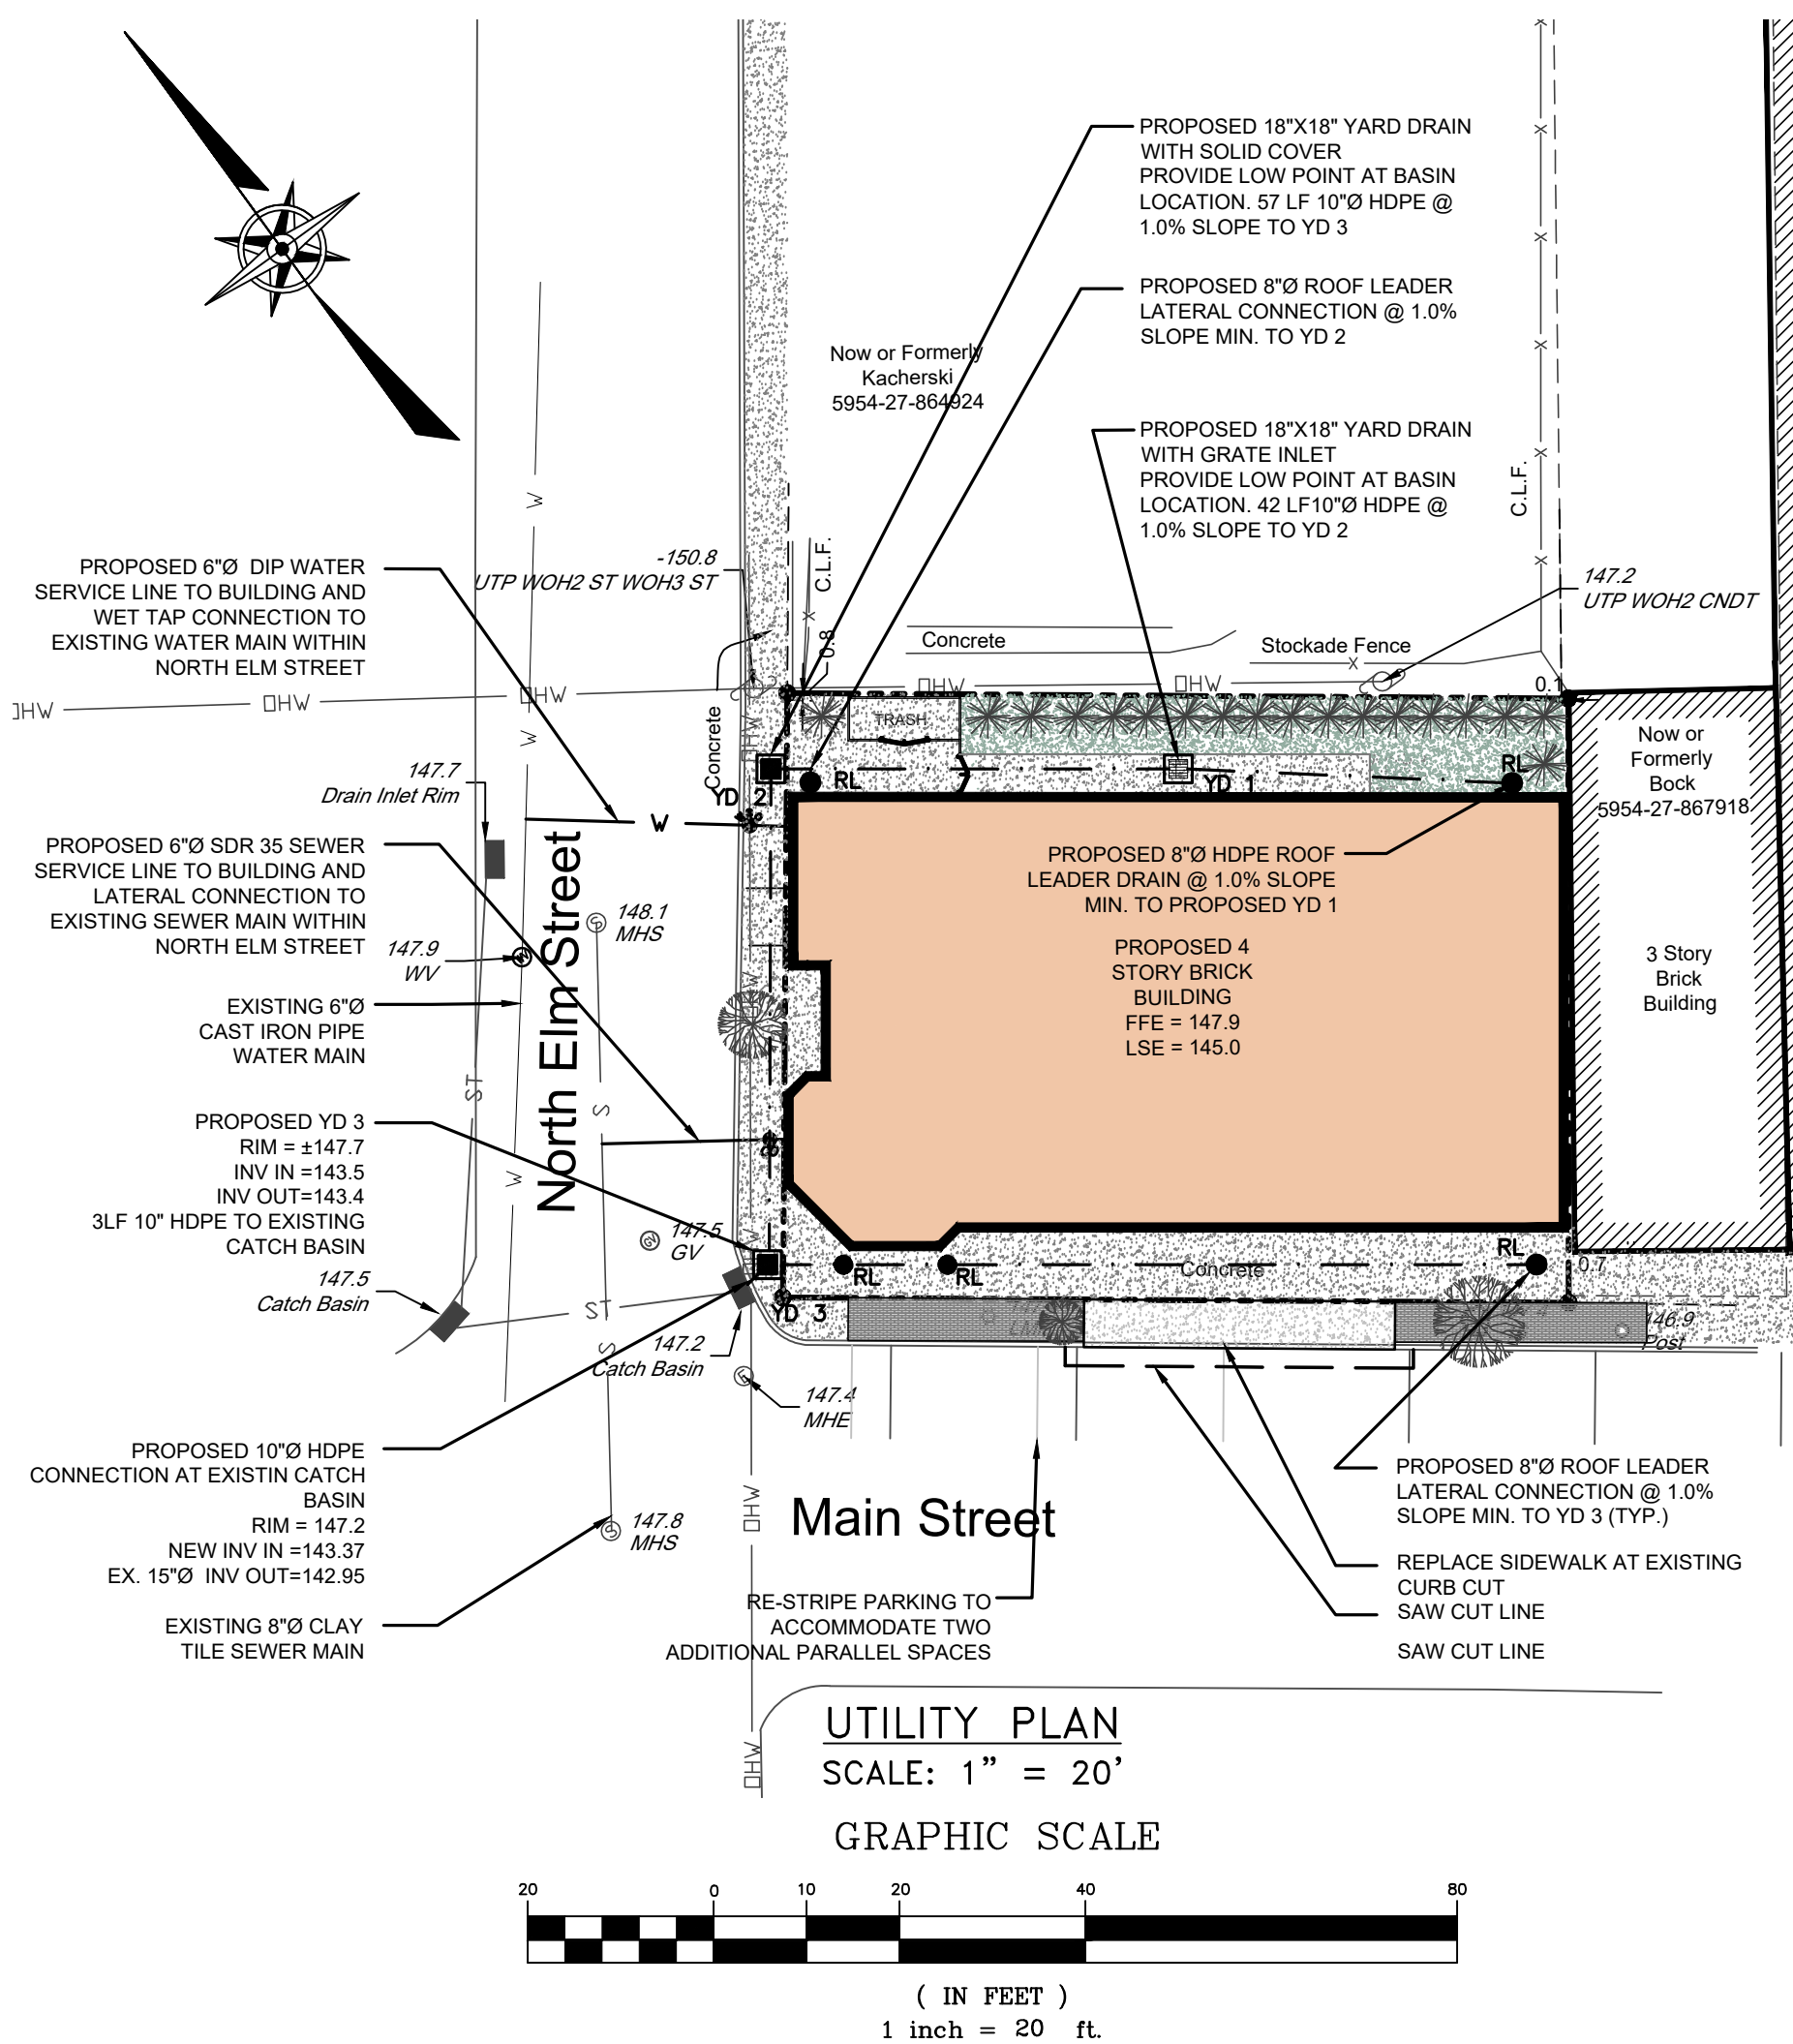 PROPOSED 18"X18" YARD DRAIN
WITH SOLID COVER
PROVIDE LOW POINT AT BASIN
LOCATION. 57 LF 10"Ø HDPE @
1.0% SLOPE TO YD 3
PROPOSED 8"Ø ROOF LEADER
LATERAL CONNECTION @ 1.0%
SLOPE MIN. TO YD 2
Now or Formerly
Kacherski
5954-27-864924
PROPOSED 18"X18" YARD DRAIN
WITH GRATE INLET
PROVIDE LOW POINT AT BASIN
LOCATION. 42 LF10"Ø HDPE @
1.0% SLOPE TO YD 2
C.L.F.
W
-150.8
UTP WOH2 ST WOH3 ST
C.L.F.
147.2
UTP WOH2 CNDT
PROPOSED 6"Ø  DIP WATER
SERVICE LINE TO BUILDING AND
WET TAP CONNECTION TO
EXISTING WATER MAIN WITHIN
NORTH ELM STREET
0.8
Concrete
Stockade Fence
OHW
OHW
OHW
OHW
OHW
0.1
W
Concrete
OHW
TRASH
RL
RL
YD 1
YD 2
W
Now or
Formerly
Bock
5954-27-867918
147.7
Drain Inlet Rim
PROPOSED 6"Ø SDR 35 SEWER
SERVICE LINE TO BUILDING AND
LATERAL CONNECTION TO
EXISTING SEWER MAIN WITHIN
NORTH ELM STREET
PROPOSED 8"Ø HDPE ROOF
LEADER DRAIN @ 1.0% SLOPE
MIN. TO PROPOSED YD 1
148.1
MHS
147.9
WV
PROPOSED 4
STORY BRICK
BUILDING
FFE = 147.9
LSE = 145.0
3 Story
Brick
Building
North Elm Street
EXISTING 6"Ø
CAST IRON PIPE
WATER MAIN
ST
S
W
S
PROPOSED YD 3
RIM = ±147.7
INV IN =143.5
INV OUT=143.4
3LF 10" HDPE TO EXISTING
CATCH BASIN
147.5
GV
RL
RL
RL
Concrete
0.7
147.5
Catch Basin
ST
S
YD 3
147.2
Catch Basin
146.9
Post
147.4
MHE
PROPOSED 10"Ø HDPE
CONNECTION AT EXISTIN CATCH
BASIN
RIM = 147.2
NEW INV IN =143.37
EX. 15"Ø  INV OUT=142.95
OHW
Main Street
147.8
MHS
PROPOSED 8"Ø ROOF LEADER
LATERAL CONNECTION @ 1.0%
SLOPE MIN. TO YD 3 (TYP.)
REPLACE SIDEWALK AT EXISTING
CURB CUT
SAW CUT LINE
SAW CUT LINE
RE-STRIPE PARKING TO
ACCOMMODATE TWO
ADDITIONAL PARALLEL SPACES
EXISTING 8"Ø CLAY
TILE SEWER MAIN
OHW
UTILITY PLAN
SCALE: 1" = 20'
GRAPHIC SCALE
20 0 10 20 40 80
( IN FEET )
1 inch = 20 ft.